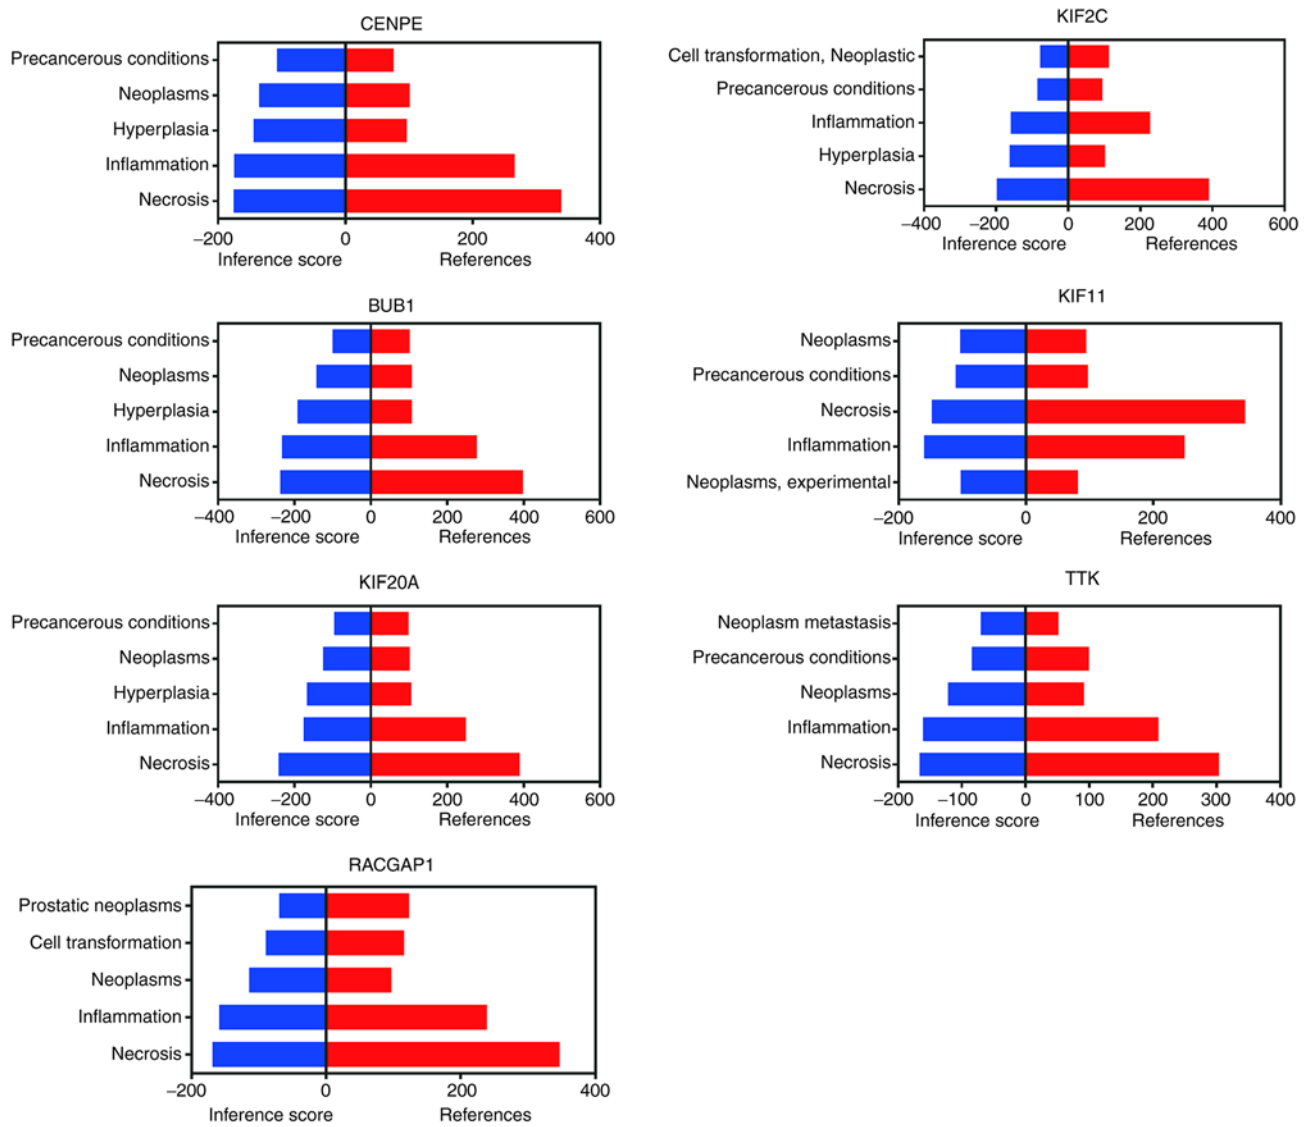 CENPE
Precancerous conditions
Neoplasms
Hyperplasia
Inflammation
Necrosis
−200 0 200 400
Inference score References
KIF2C
Cell transformation, Neoplastic
Precancerous conditions
Inflammation
Hyperplasia
Necrosis
−400 −200 0 200 400 600
Inference score References
BUB1
Precancerous conditions
Neoplasms
Hyperplasia
Inflammation
Necrosis
−400 −200 0 200 400 600
Inference score References
KIF11
Neoplasms
Precancerous conditions
Necrosis
Inflammation
Neoplasms, experimental
−200 0 200 400
Inference score References
KIF20A
Precancerous conditions
Neoplasms
Hyperplasia
Inflammation
Necrosis
−400 −200 0 200 400 600
Inference score References
TTK
Neoplasm metastasis
Precancerous conditions
Neoplasms
Inflammation
Necrosis
−200 −100 0 100 200 300 400
Inference score References
RACGAP1
Prostatic neoplasms
Cell transformation
Neoplasms
Inflammation
Necrosis
−200 0 200 400
Inference score References